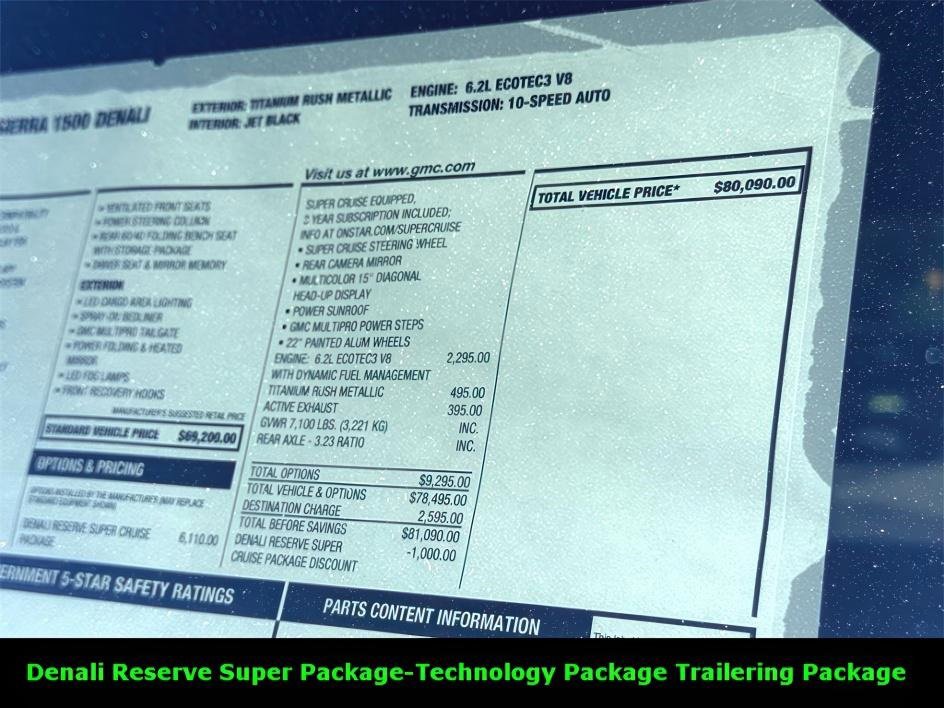 SIERRA 1500 DENALI
EXTERIOR: TITANIUM RUSH METALLIC
INTERIOR: JET BLACK
ENGINE: 6.2L ECOTEC3 V8
TRANSMISSION: 10-SPEED AUTO
• VENTILATED FRONT SEATS
• POWER STEERING COLUMN
• REAR 60/40 FOLDING BENCH SEAT
WITH STORAGE PACKAGE
• DRIVER SEAT & MIRROR MEMORY
EXTERIOR
• LED CARGO AREA LIGHTING
• SPRAY-ON BEDLINER
• GMC MULTIPRO TAILGATE
• POWER FOLDING & HEATED
MIRROR
• LED FOG LAMPS
• FRONT RECOVERY HOOKS
MANUFACTURER'S SUGGESTED RETAIL PRICE
STANDARD VEHICLE PRICE $69,200.00
OPTIONS & PRICING
OPTIONS INSTALLED BY THE MANUFACTURER (MAY REPLACE
STANDARD EQUIPMENT SHOWN)
DENALI RESERVE SUPER CRUISE 6,110.00
PACKAGE
Visit us at www.gmc.com
SUPER CRUISE EQUIPPED,
YEAR SUBSCRIPTION INCLUDED;
INFO AT ONSTAR.COM/SUPERCRUISE
• SUPER CRUISE STEERING WHEEL
• REAR CAMERA MIRROR
• MULTICOLOR 15" DIAGONAL
HEAD-UP DISPLAY
• POWER SUNROOF
• GMC MULTIPRO POWER STEPS
• 22" PAINTED ALUM WHEELS
ENGINE: 6.2L ECOTEC3 V8 2,295.00
WITH DYNAMIC FUEL MANAGEMENT
TITANIUM RUSH METALLIC 495.00
ACTIVE EXHAUST 395.00
GVWR 7,100 LBS. (3,221 KG) INC.
REAR AXLE - 3.23 RATIO INC.
TOTAL OPTIONS $9,295.00
TOTAL VEHICLE & OPTIONS $78,495.00
DESTINATION CHARGE 2,595.00
TOTAL BEFORE SAVINGS $81,090.00
DENALI RESERVE SUPER -1,000.00
CRUISE PACKAGE DISCOUNT
TOTAL VEHICLE PRICE* $80,090.00
ERNMENT 5-STAR SAFETY RATINGS
PARTS CONTENT INFORMATION
Denali Reserve Super Package-Technology Package Trailering Package